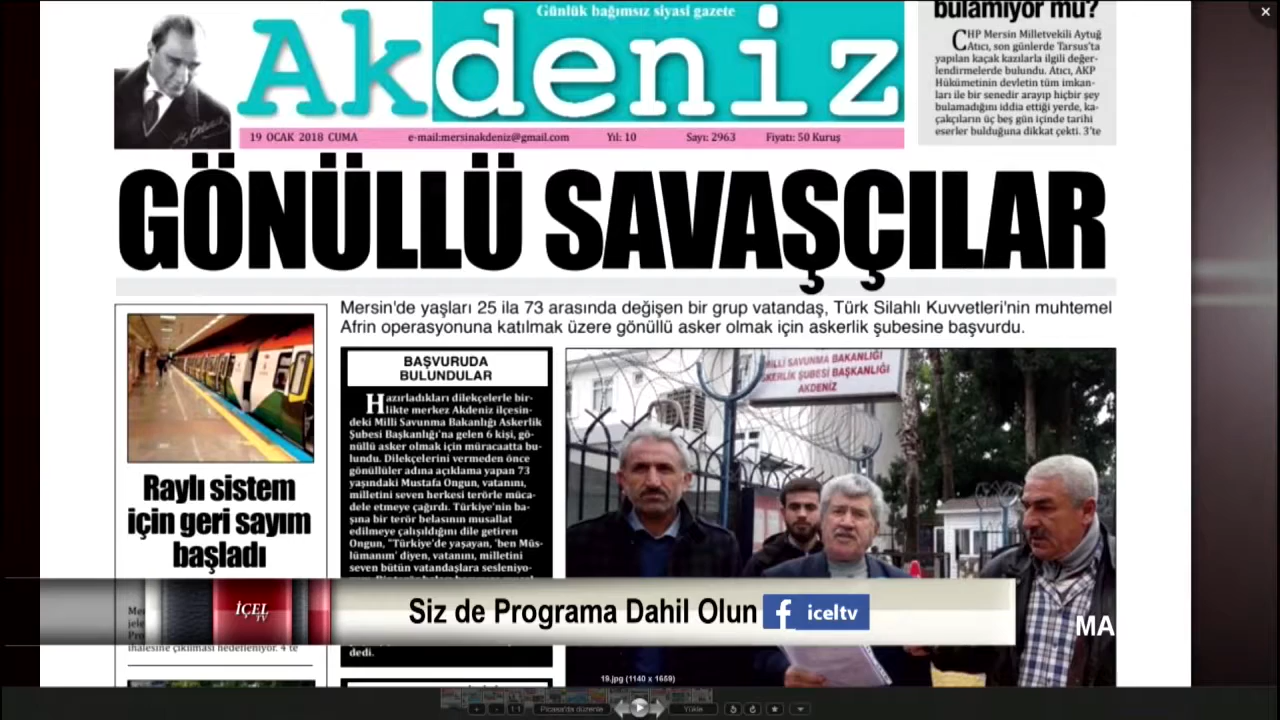 Günlük bağımsız siyasi gazete
Akdeniz
19 OCAK 2018 CUMA e-mail:mersinakdeniz@gmail.com Yıl: 10 Sayı: 2963 Fiyatı: 50 Kuruş
bulamıyor mu?
CHP Mersin Milletvekili Aytuğ
Atıcı, son günlerde Tarsus'ta
yapılan kaçak kazılarla ilgili değer-
lendirmelerde bulundu. Atıcı, AKP
Hükümetinin devletin tüm imkan-
ları ile bir senedir arayıp hiçbir şey
bulamadığını iddia ettiği yerde, ka-
çakçıların üç beş gün içinde tarihi
eserler bulduğuna dikkat çekti. 3'te
GÖNÜLLÜ SAVAŞÇILAR
Mersin'de yaşları 25 ila 73 arasında değişen bir grup vatandaş, Türk Silahlı Kuvvetleri'nin muhtemel
Afrin operasyonuna katılmak üzere gönüllü asker olmak için askerlik şubesine başvurdu.
Raylı sistem
için geri sayım
başladı
ihalesine çıkılması hedefleniyor. 4'te
BAŞVURUDA
BULUNDULAR
Hazırladıkları dilekçelerle bir-
likte merkez Akdeniz ilçesin-
deki Milli Savunma Bakanlığı Askerlik
Şubesi Başkanlığı'na gelen 6 kişi, gö-
nüllü asker olmak için müracaatta bu-
lundu. Dilekçelerini vermeden önce
gönüllüler adına açıklama yapan 73
yaşındaki Mustafa Ongun, vatanını,
milletini seven herkesi terörle müca-
dele etmeye çağırdı. Türkiye'nin ba-
şına bir terör belasının musallat
edilmeye çalışıldığını dile getiren
Ongun, "Türkiye'de yaşayan, 'ben Müs-
lümanım' diyen, vatanını, milletini
seven bütün vatandaşlara sesleniyo-
dedi.
MİLLİ SAVUNMA BAKANLIĞI
ASKERLİK ŞUBESİ BAŞKANLIĞI
AKDENİZ
İÇEL
TV
Siz de Programa Dahil Olun f iceltv
MA
19.jpg (1140 x 1659)
1:1 Picasa'da düzenle Yükle